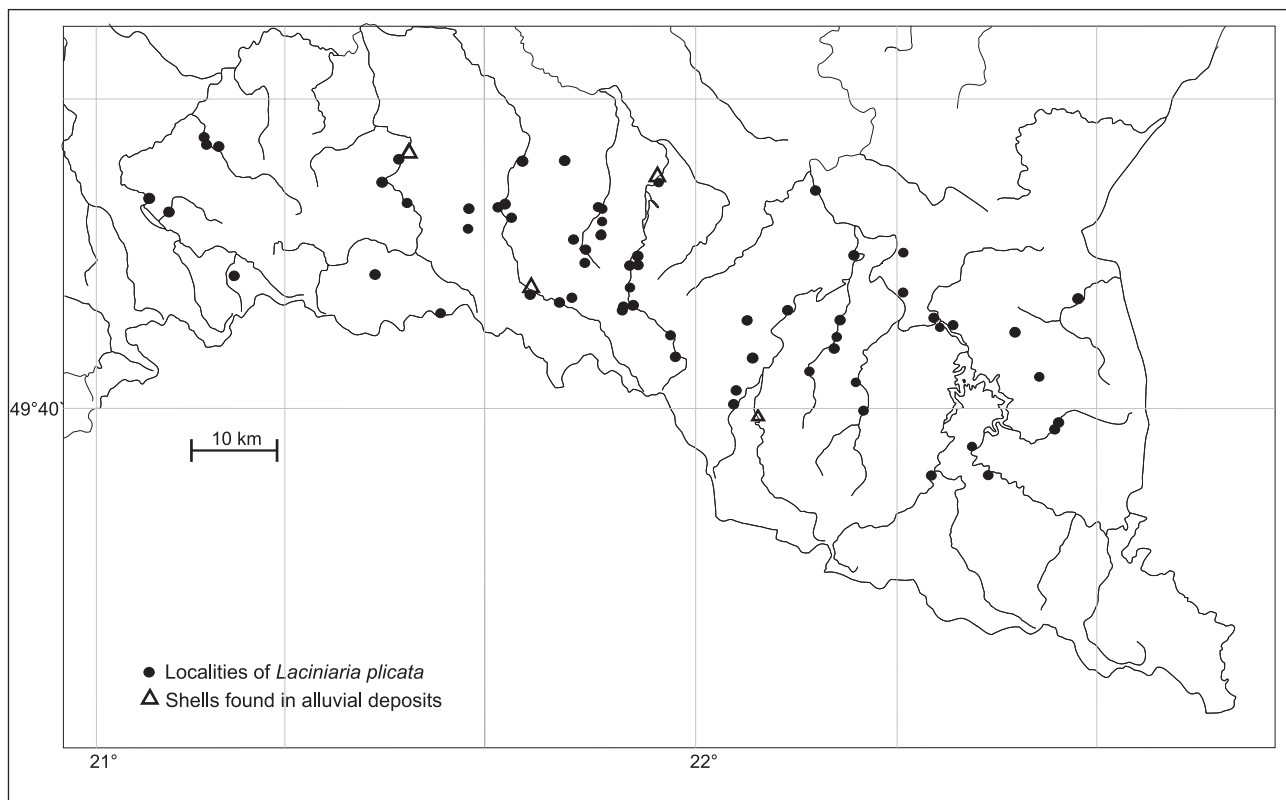 49°40`
10 km
Localities of Laciniaria plicata
Shells found in alluvial deposits
21°
22°